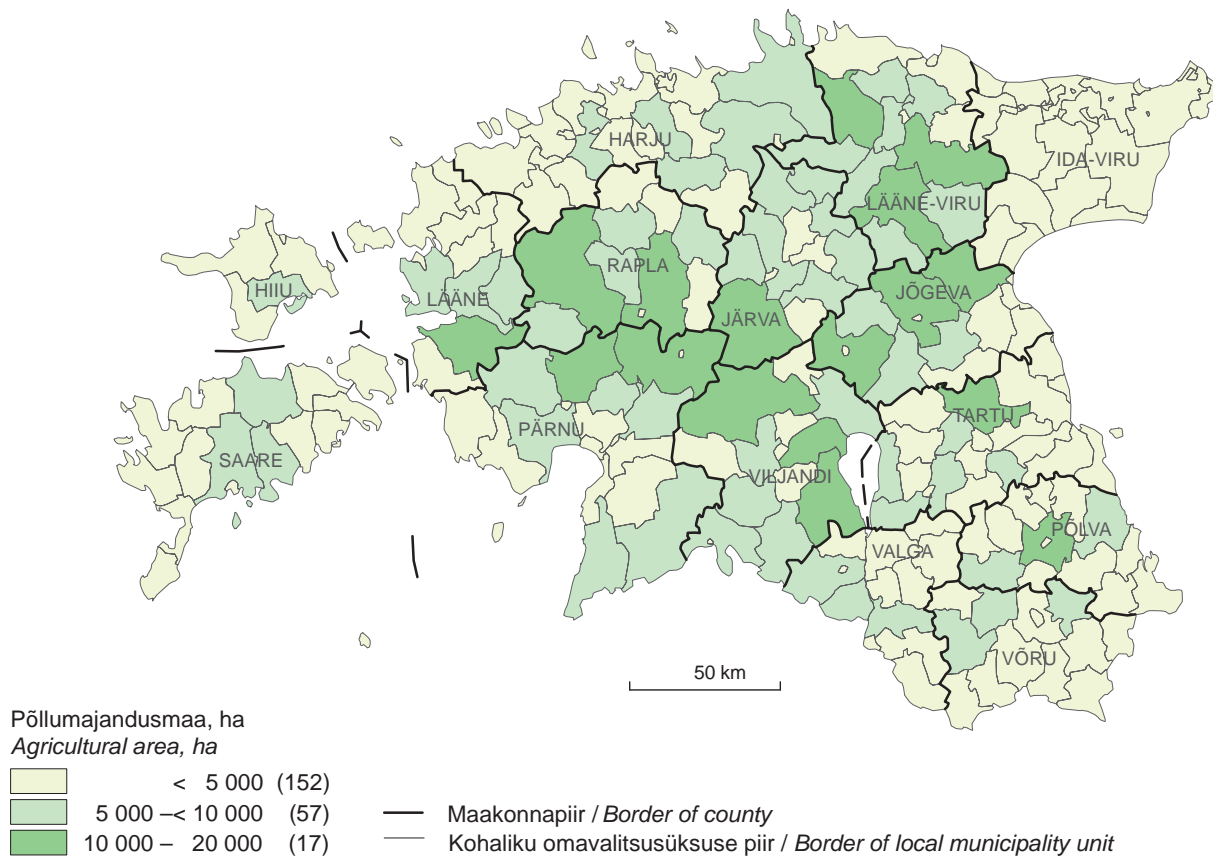 HARJU
IDA-VIRU
LÄÄNE-VIRU
RAPLA
HIIU
LÄÄNE
JÕGEVA
JÄRVA
TARTU
PÄRNU
SAARE
VILJANDI
PÕLVA
VALGA
VÕRU
50 km
Põllumajandusmaa, ha
Agricultural area, ha
< 5 000 (152)
5 000 –< 10 000 (57)
10 000 – 20 000 (17)
Maakonnapiir / Border of county
Kohaliku omavalitsusüksuse piir / Border of local municipality unit